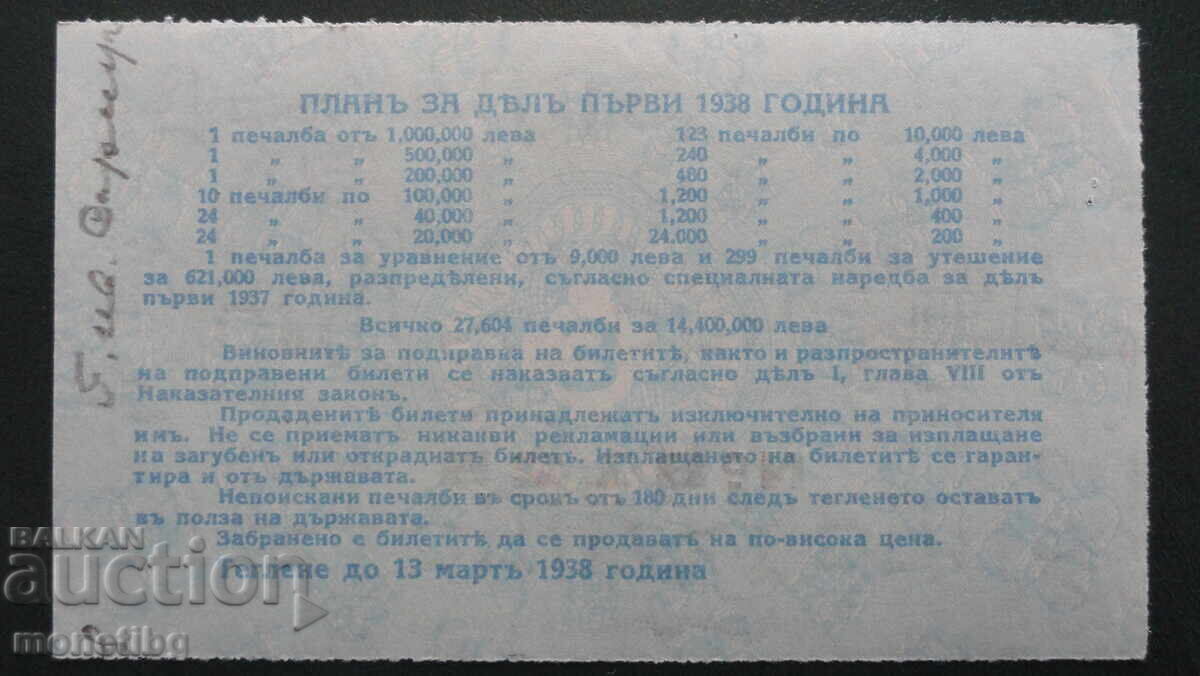 ПЛАНЪ ЗА ДѢЛЪ ПЪРВИ 1938 ГОДИНА
1 печалба отъ 1,000,000 лева 123 печалби по 10,000 лева
1 „ „ 500,000 „ 240 „ „ 4,000 „
1 „ „ 200,000 „ 480 „ „ 2,000 „
10 печалби по 100,000 „ 1,200 „ „ 1,000 „
24 „ „ 40,000 „ 1,200 „ „ 400 „
24 „ „ 20,000 „ 24.000 „ „ 200 „
1 печалба за уравнение отъ 9,000 лева и 299 печалби за утешение
за 621,000 лева, разпредѣлени, съгласно специалната наредба за дѣлъ
първи 1937 година.
Всичко 27,604 печалби за 14,400,000 лева
Виновнитѣ за подправка на билетитѣ, както и разпространителитѣ
на подправени билети се наказватъ съгласно дѣлъ I, глава VIII отъ
Наказателния законъ.
Продаденитѣ билети принадлежатъ изключително на приносителя
имъ. Не се приематъ никакви рекламации или възбрани за изплащане
на загубенъ или откраднатъ билетъ. Изплащането на билетитѣ се гаран-
тира и отъ държавата.
Непоискани печалби въ срокъ отъ 180 дни следъ тегленето оставатъ
въ полза на държавата.
Забранено е билетитѣ да се продаватъ на по-висока цена.
Теглене до 13 мартъ 1938 година
BALKAN
auction
monetibg